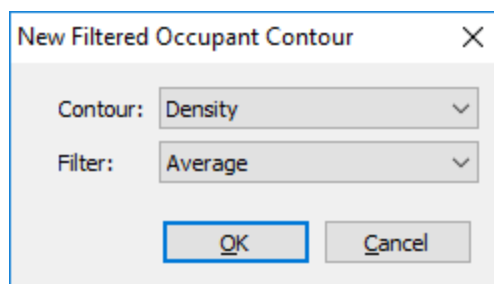 New Filtered Occupant Contour
Contour: Density
Filter: Average
OK Cancel